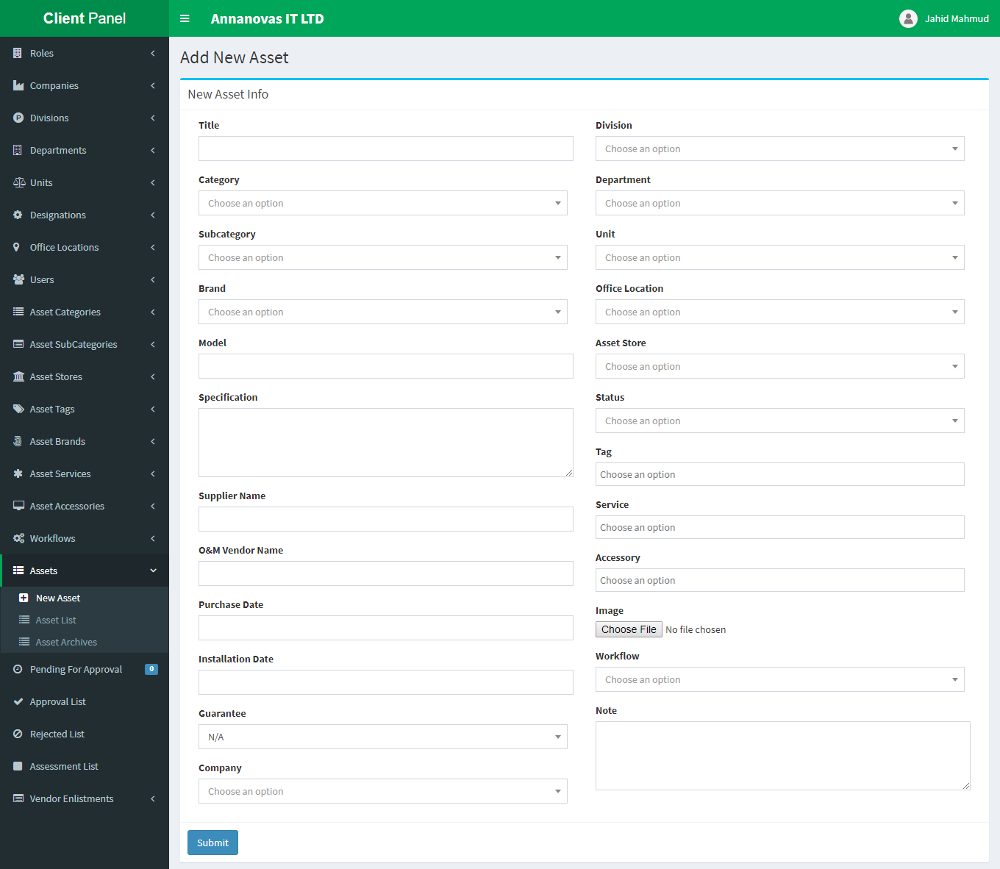 Client Panel
Annanovas IT LTD
Jahid Mahmud
Roles
Companies
Divisions
Departments
Units
Designations
Office Locations
Users
Asset Categories
Asset SubCategories
Asset Stores
Asset Tags
Asset Brands
Asset Services
Asset Accessories
Workflows
Assets
New Asset
Asset List
Asset Archives
Pending For Approval 0
Approval List
Rejected List
Assessment List
Vendor Enlistments
Add New Asset
New Asset Info
Title
Category
Choose an option
Subcategory
Choose an option
Brand
Choose an option
Model
Specification
Supplier Name
O&M Vendor Name
Purchase Date
Installation Date
Guarantee
N/A
Company
Choose an option
Division
Choose an option
Department
Choose an option
Unit
Choose an option
Office Location
Choose an option
Asset Store
Choose an option
Status
Choose an option
Tag
Choose an option
Service
Choose an option
Accessory
Choose an option
Image
Choose File No file chosen
Workflow
Choose an option
Note
Submit